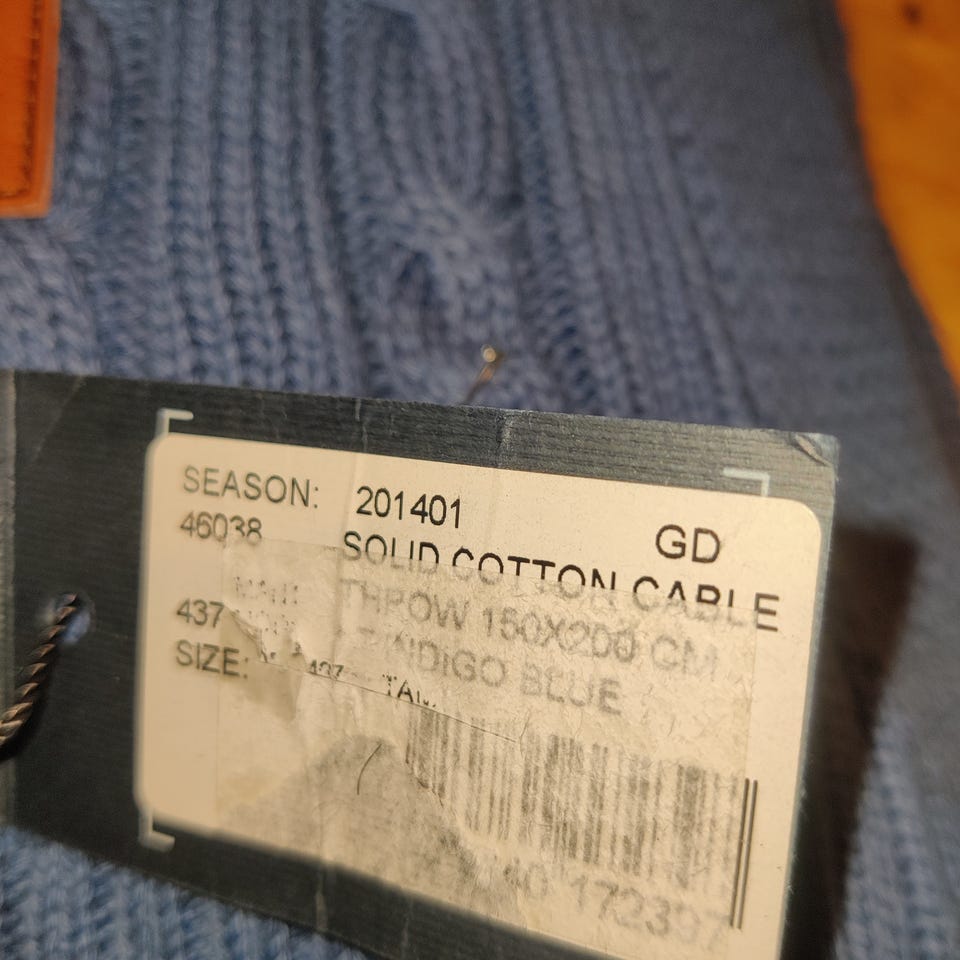 SEASON: 201401
GD
46038 SOLID COTTON CABLE
THROW 150X200 CM
437 INDIGO BLUE
SIZE: